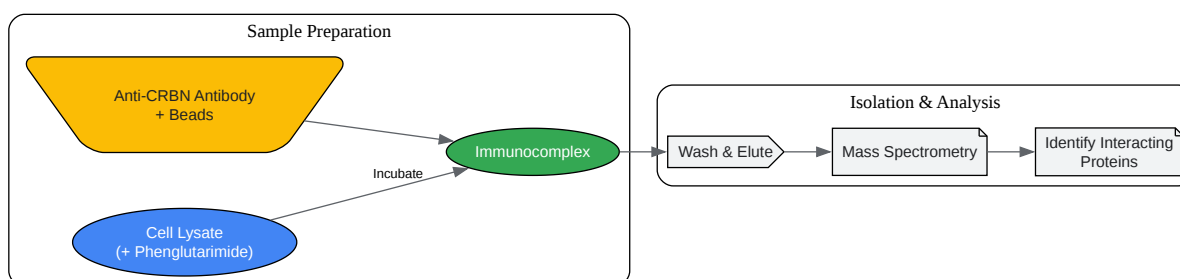 Sample Preparation
Anti-CRBN Antibody
+ Beads
Immunocomplex
Incubate
Cell Lysate
(+ Phenglutarimide)
Isolation & Analysis
Wash & Elute
Mass Spectrometry
Identify Interacting
Proteins